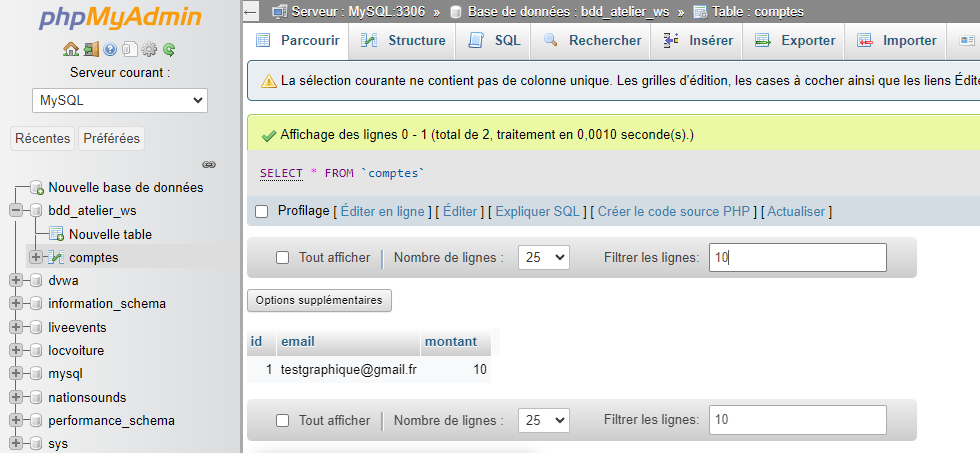 phpMyAdmin
Serveur courant :
MySQL
Récentes Préférées
Nouvelle base de données
bdd_atelier_ws
Nouvelle table
comptes
dvwa
information_schema
liveevents
locvoiture
mysql
nationsounds
performance_schema
sys
Serveur : MySQL:3306 » Base de données : bdd_atelier_ws » Table : comptes
Parcourir Structure SQL Rechercher Insérer Exporter Importer
La sélection courante ne contient pas de colonne unique. Les grilles d'édition, les cases à cocher ainsi que les liens Édite
Affichage des lignes 0 - 1 (total de 2, traitement en 0,0010 seconde(s).)
SELECT * FROM `comptes`
Profilage [ Éditer en ligne ] [ Éditer ] [ Expliquer SQL ] [ Créer le code source PHP ] [ Actualiser ]
Tout afficher Nombre de lignes : 25 Filtrer les lignes: 10
Options supplémentaires
id email montant
1 testgraphique@gmail.fr 10
Tout afficher Nombre de lignes : 25 Filtrer les lignes: 10